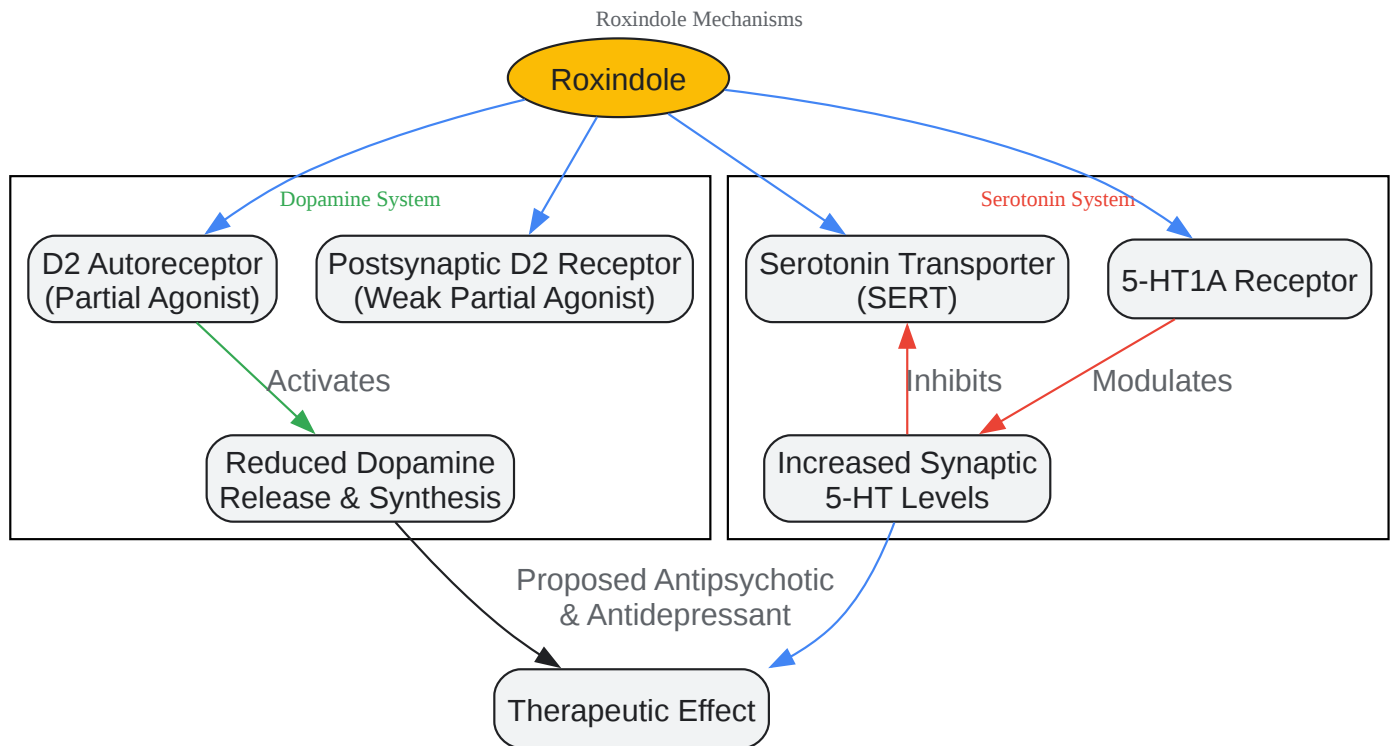 Roxindole Mechanisms
Roxindole
Dopamine System
Serotonin System
D2 Autoreceptor
(Partial Agonist)
Postsynaptic D2 Receptor
(Weak Partial Agonist)
Serotonin Transporter
(SERT)
5-HT1A Receptor
Activates
Inhibits
Modulates
Reduced Dopamine
Release & Synthesis
Increased Synaptic
5-HT Levels
Proposed Antipsychotic
& Antidepressant
Therapeutic Effect